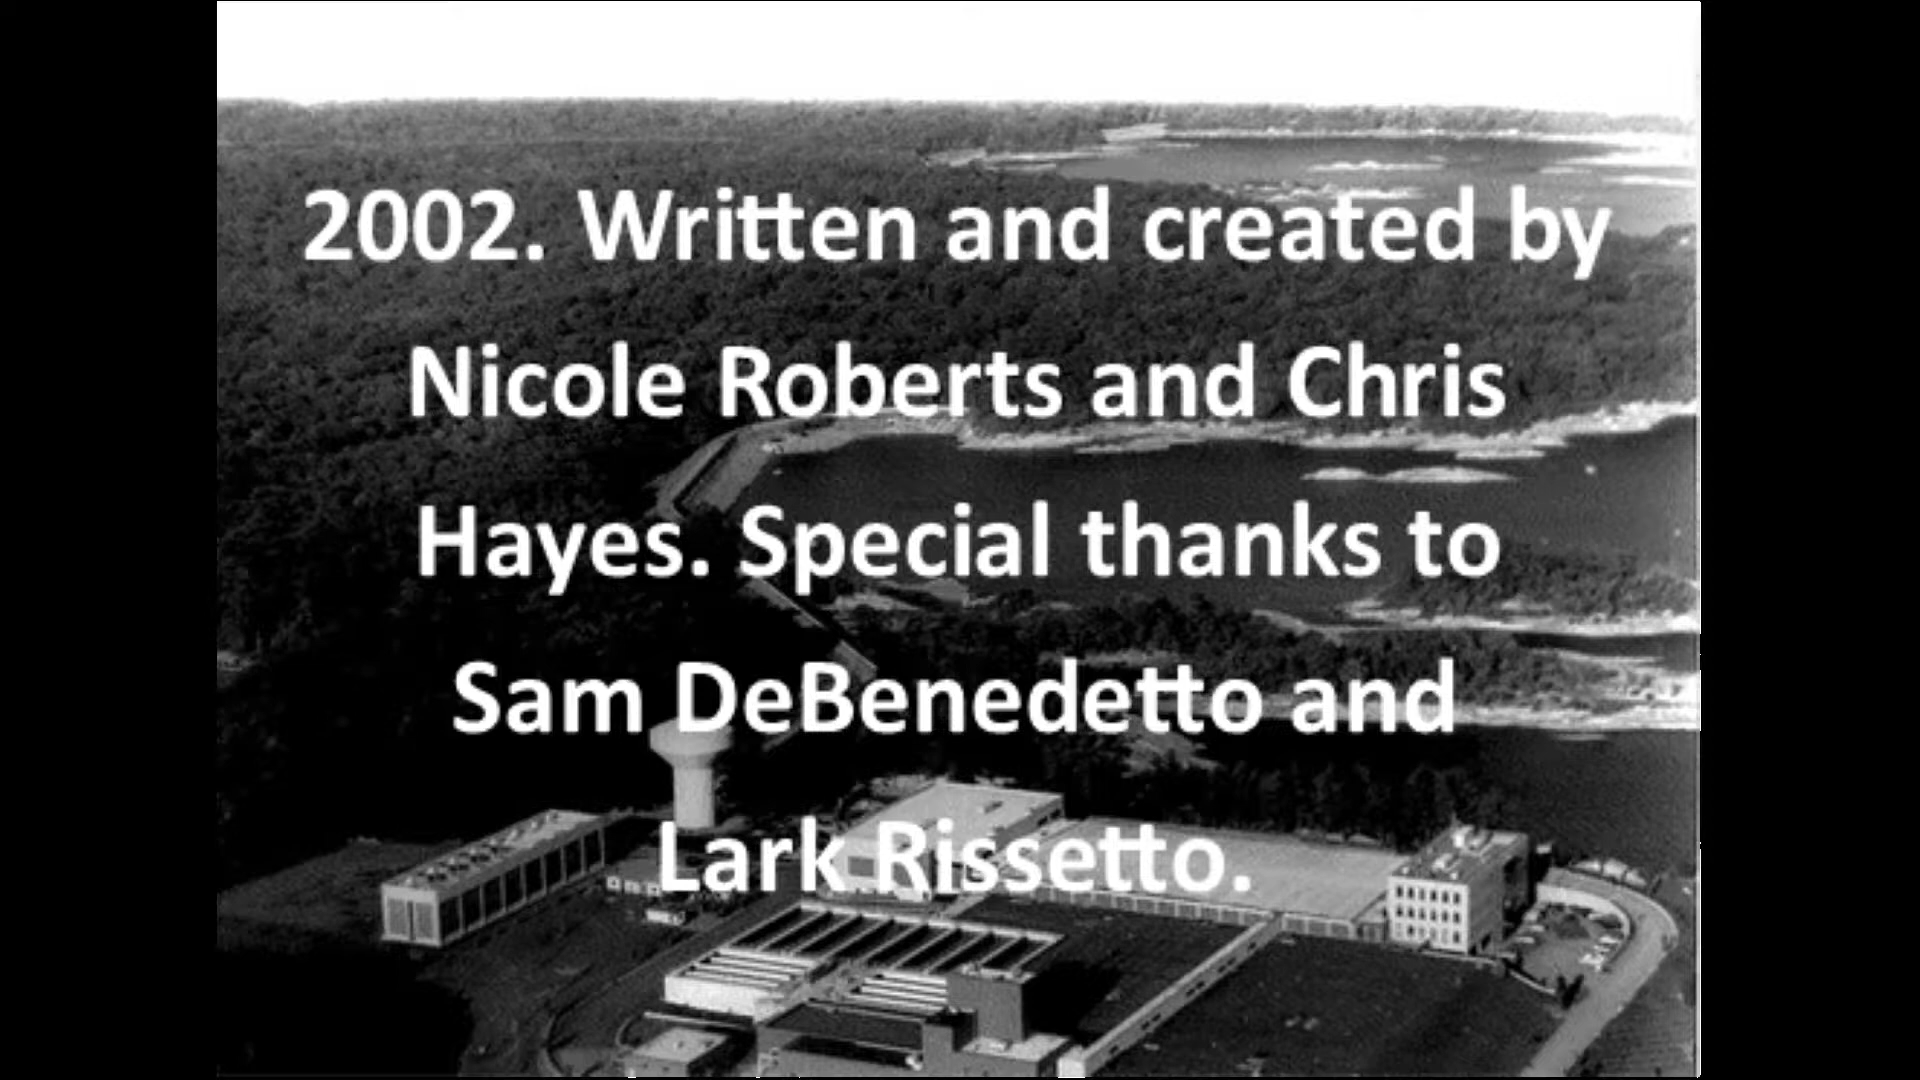 2002. Written and created by
Nicole Roberts and Chris
Hayes. Special thanks to
Sam DeBenedetto and
Lark Rissetto.